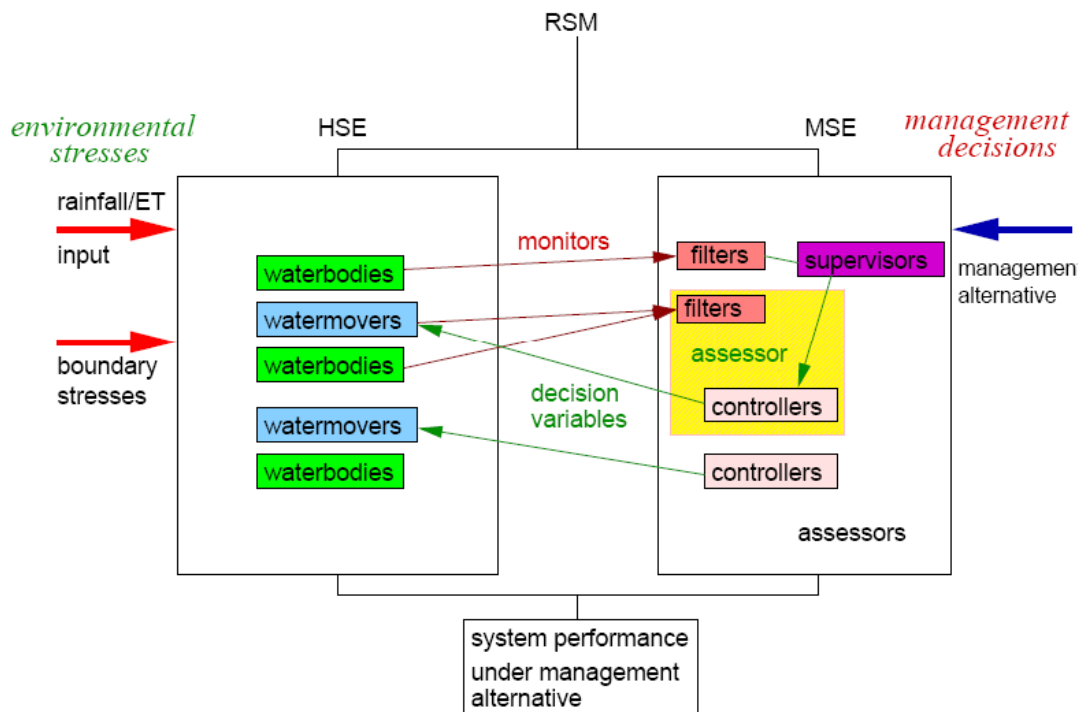 RSM
environmental
stresses
HSE
MSE
management
decisions
rainfall/ET
input
monitors
waterbodies
filters
supervisors
management
alternative
watermovers
filters
boundary
stresses
waterbodies
assessor
decision
variables
controllers
watermovers
waterbodies
controllers
assessors
system performance
under management
alternative